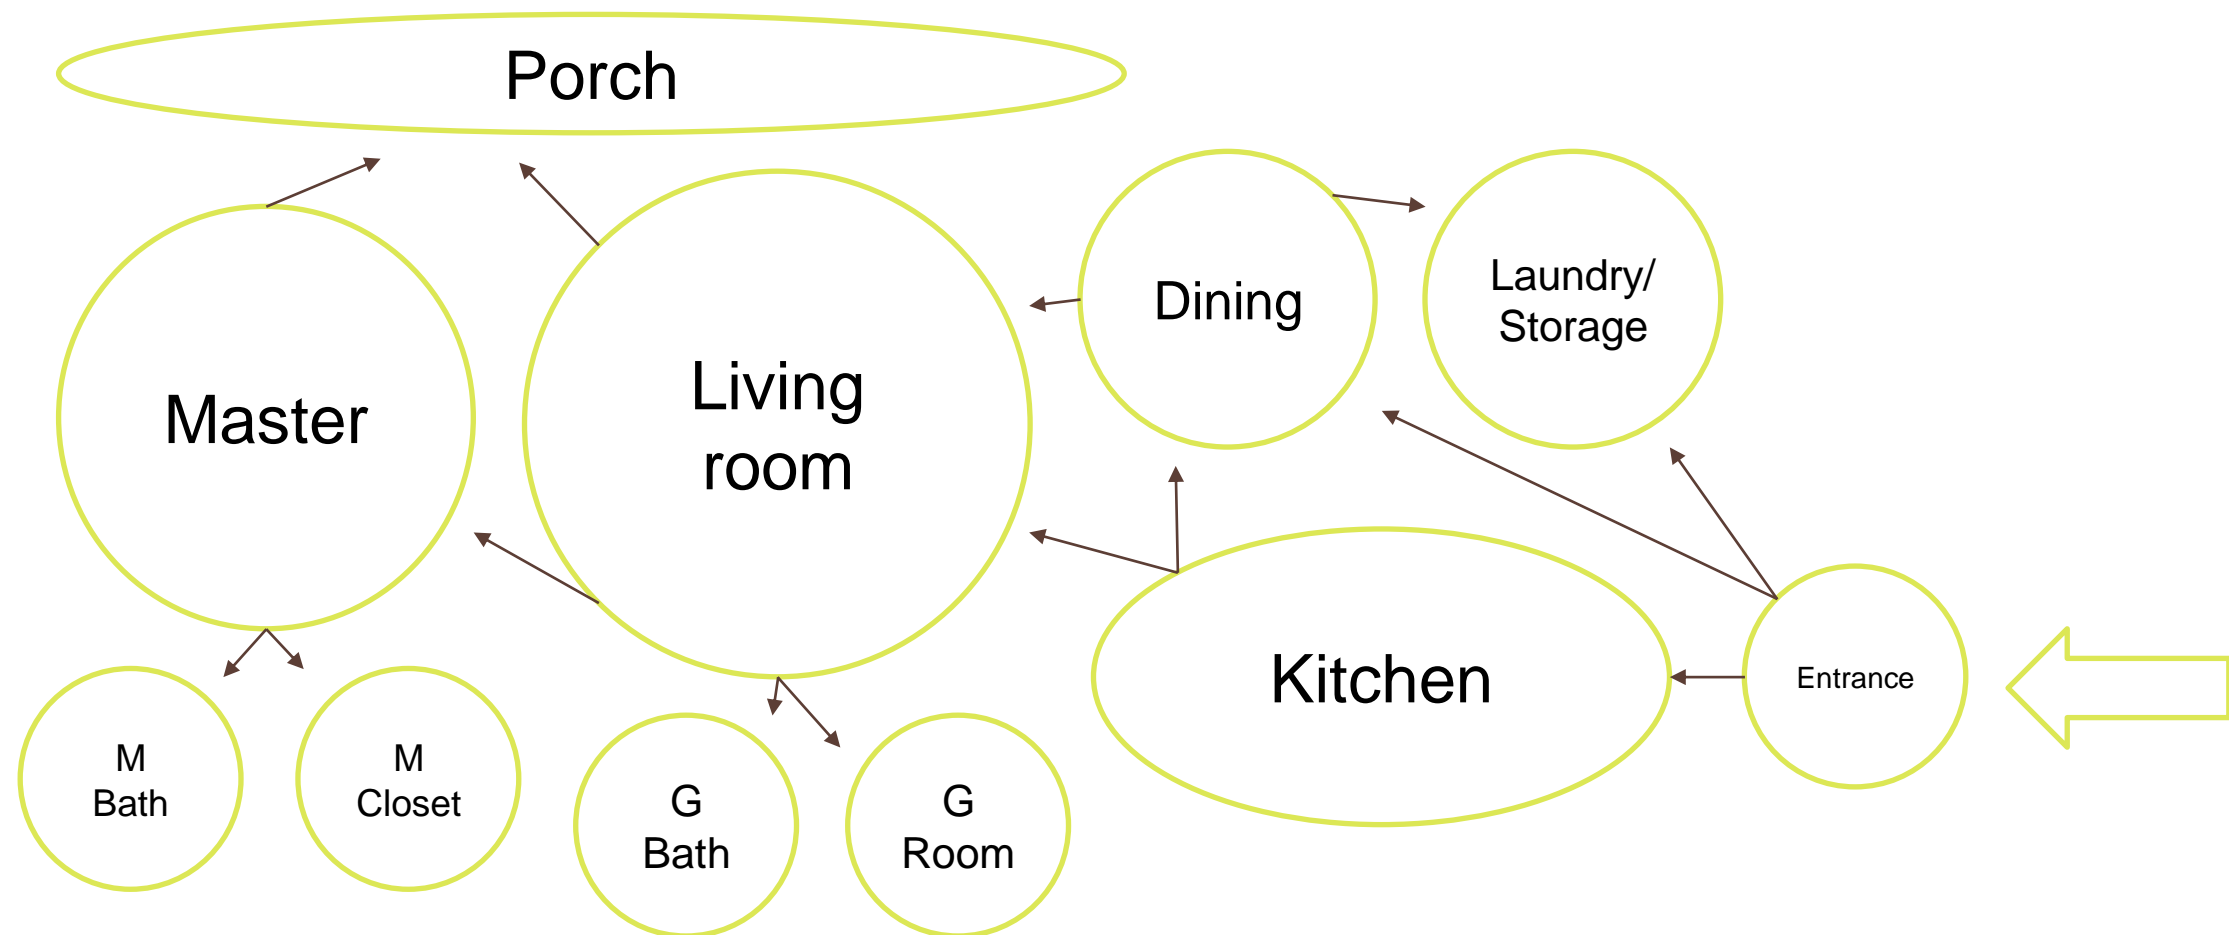 Porch
Master
Living
room
Dining
Laundry/
Storage
Kitchen
Entrance
M
Bath
M
Closet
G
Bath
G
Room